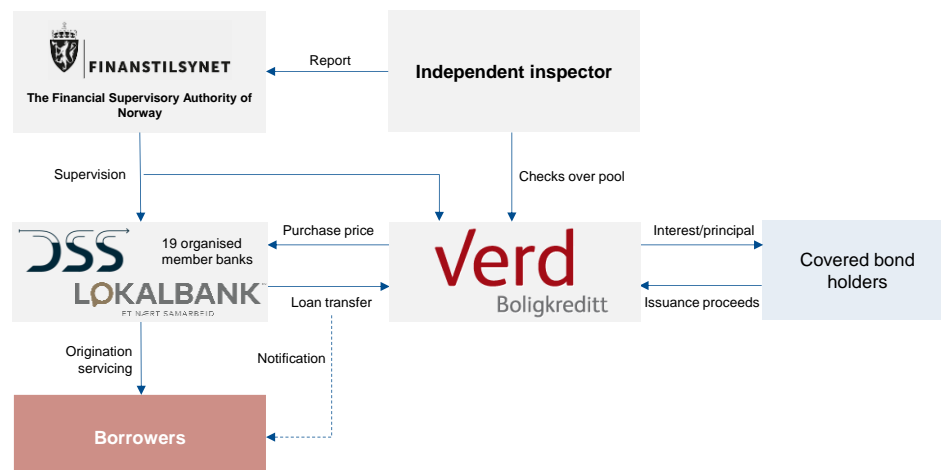 FINANSTILSYNET
The Financial Supervisory Authority of
Norway
Report
Independent inspector
Supervision
Checks over pool
DSS
19 organised
member banks
LOKALBANK
ET NÆRT SAMARBEID
Purchase price
Loan transfer
Verd
Boligkreditt
Interest/principal
Issuance proceeds
Covered bond
holders
Origination
servicing
Notification
Borrowers